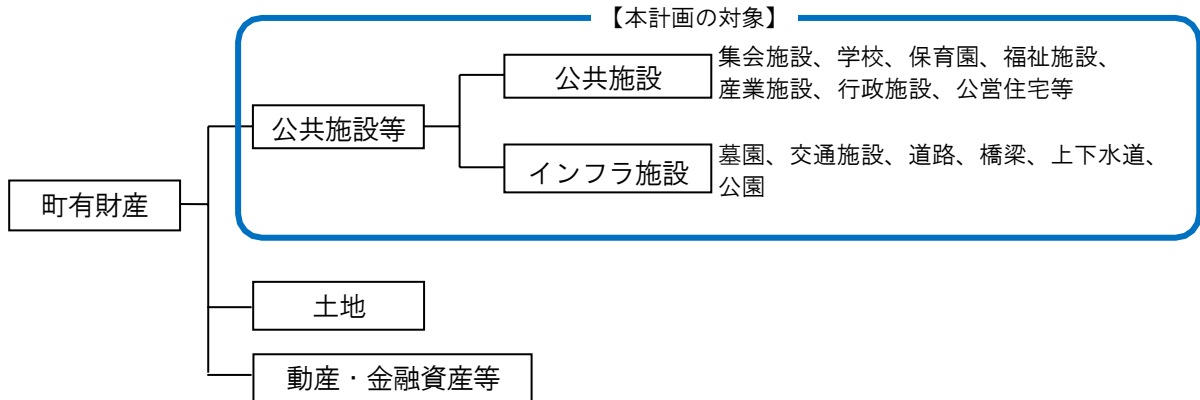 【本計画の対象】
公共施設
集会施設、学校、保育園、福祉施設、
産業施設、行政施設、公営住宅等
公共施設等
インフラ施設
墓園、交通施設、道路、橋梁、上下水道、
公園
町有財産
土地
動産・金融資産等